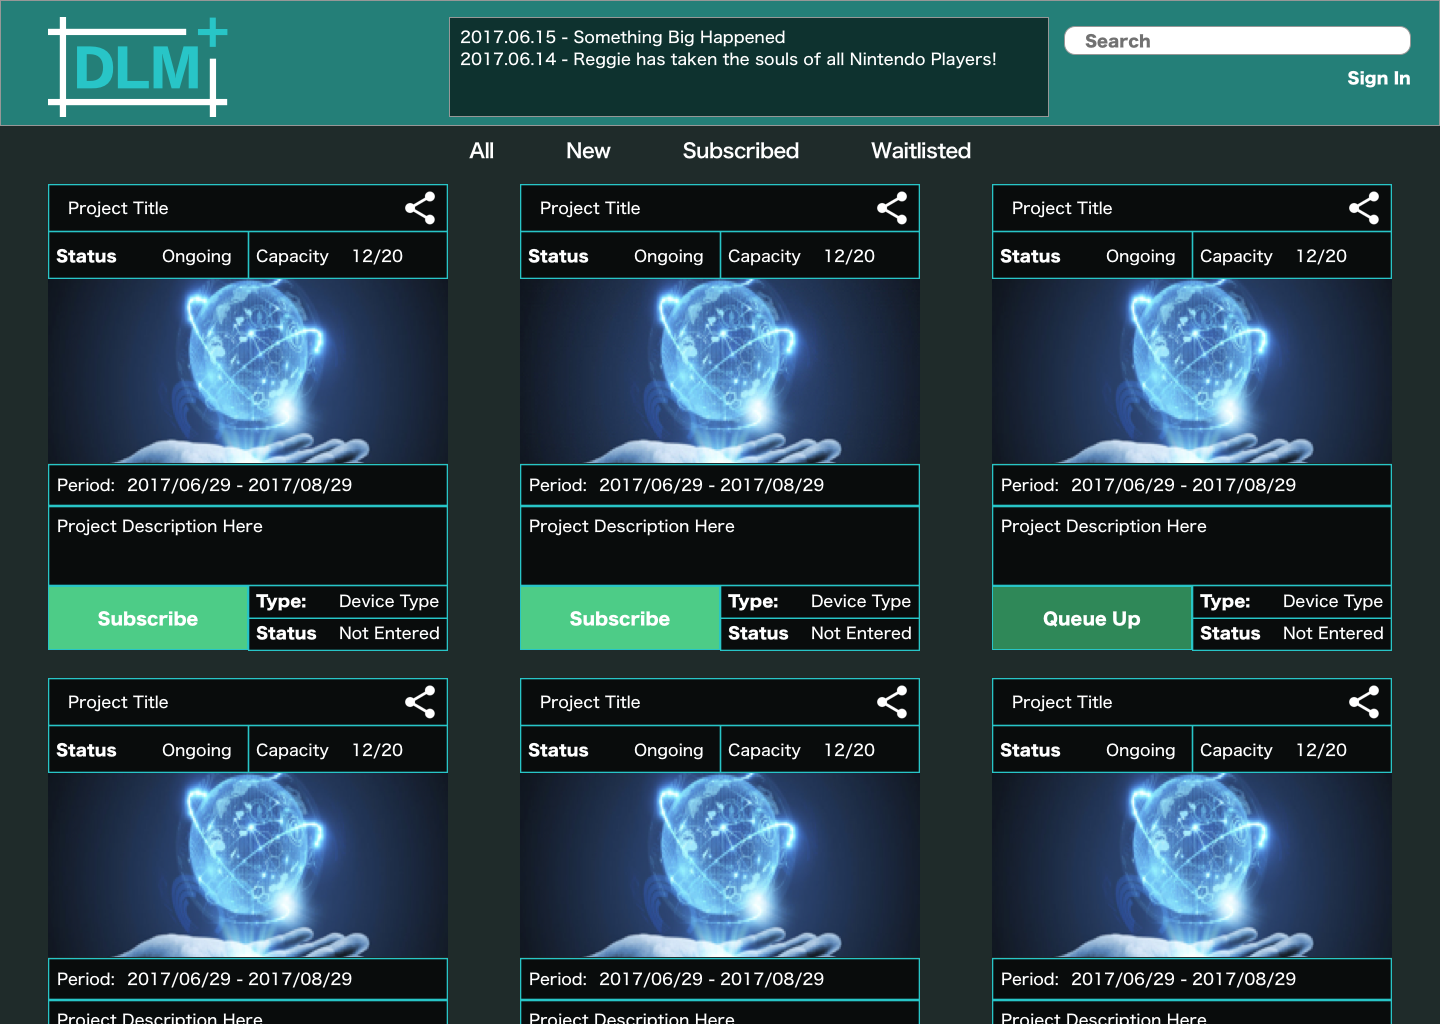 DLM+
2017.06.15 - Something Big Happened
2017.06.14 - Reggie has taken the souls of all Nintendo Players!
Search
Sign In
All New Subscribed Waitlisted
Project Title Project Title Project Title
Status Ongoing Capacity 12/20 Status Ongoing Capacity 12/20 Status Ongoing Capacity 12/20
Period: 2017/06/29 - 2017/08/29 Period: 2017/06/29 - 2017/08/29 Period: 2017/06/29 - 2017/08/29
Project Description Here Project Description Here Project Description Here
Subscribe Type: Device Type Subscribe Type: Device Type Queue Up Type: Device Type
Status Not Entered Status Not Entered Status Not Entered
Project Title Project Title Project Title
Status Ongoing Capacity 12/20 Status Ongoing Capacity 12/20 Status Ongoing Capacity 12/20
Period: 2017/06/29 - 2017/08/29 Period: 2017/06/29 - 2017/08/29 Period: 2017/06/29 - 2017/08/29
Project Description Here Project Description Here Project Description Here